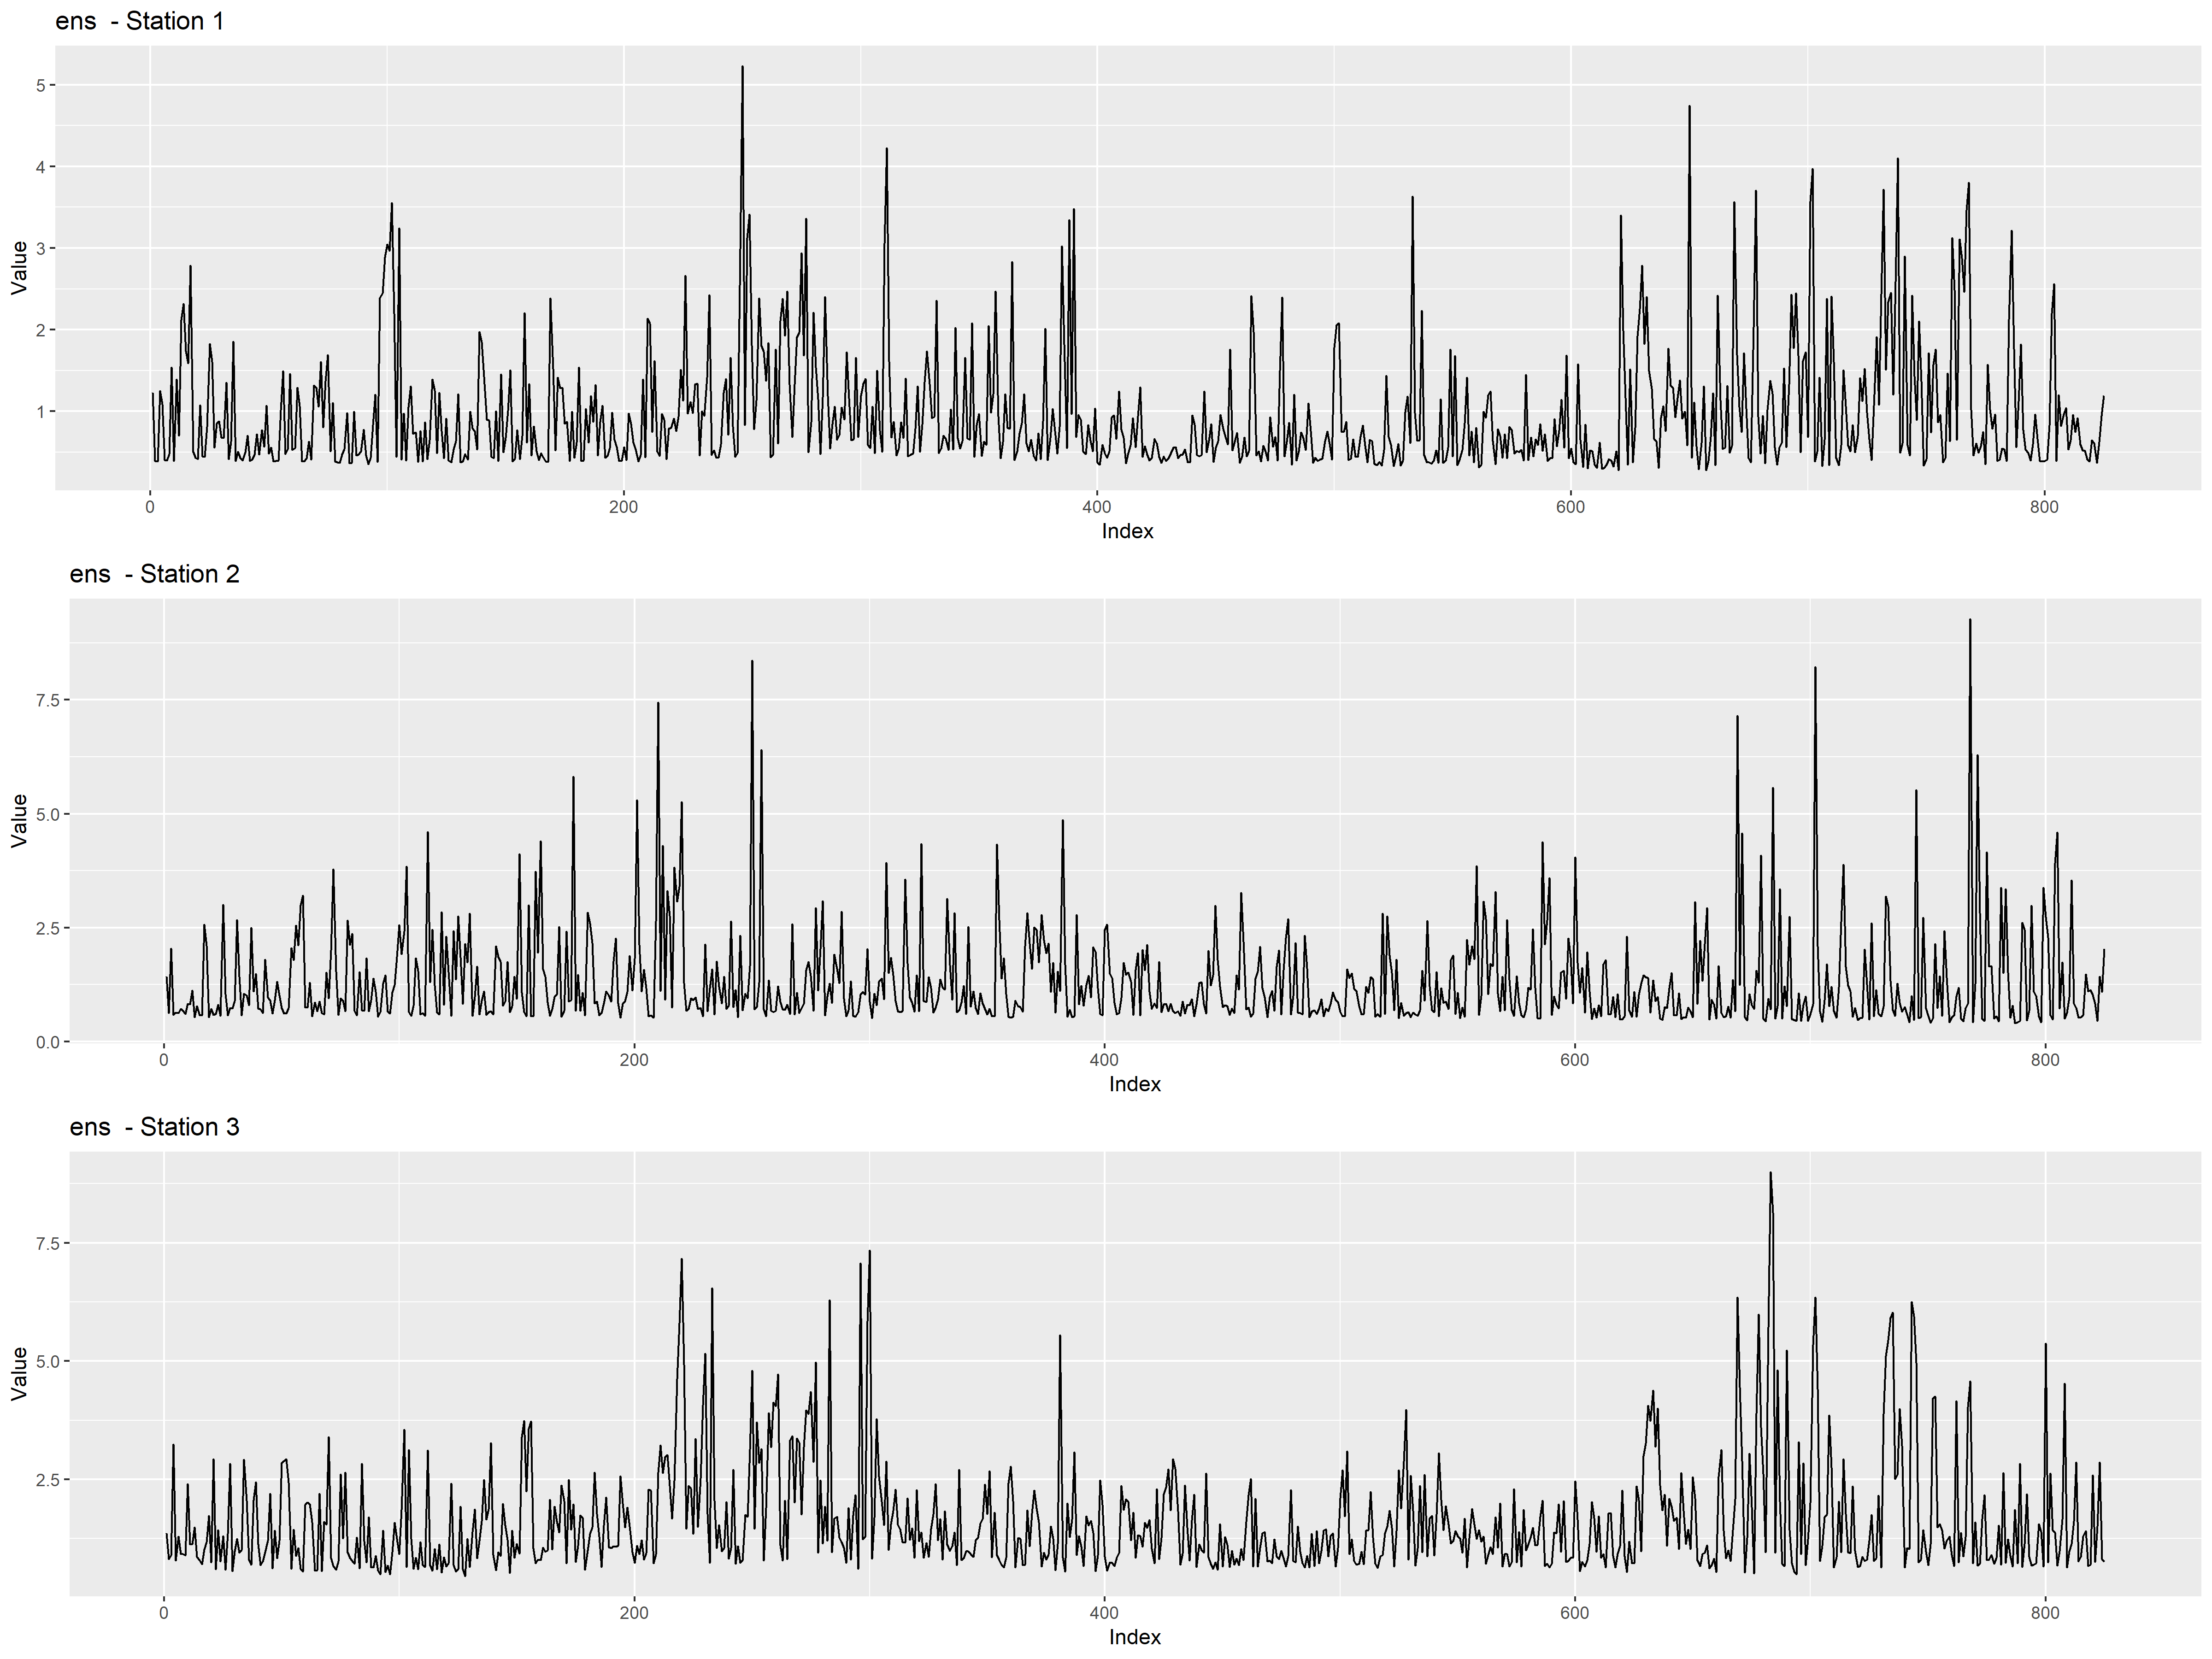 ens  - Station 1
Value
5
4
3
2
1
0 200 400 600 800
Index
ens  - Station 2
Value
7.5
5.0
2.5
0.0
0 200 400 600 800
Index
ens  - Station 3
Value
7.5
5.0
2.5
0 200 400 600 800
Index